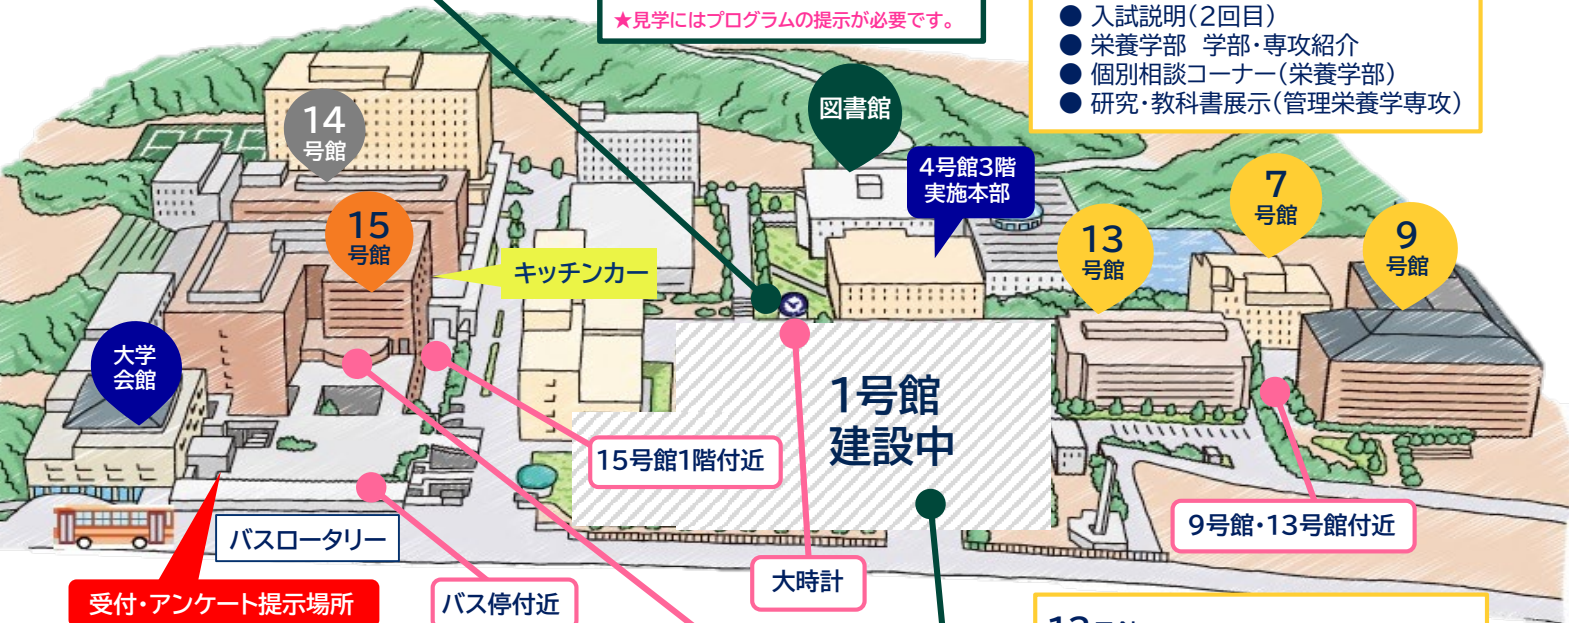 ★見学にはプログラムの提示が必要です。
● 入試説明(2回目)
● 栄養学部 学部・専攻紹介
● 個別相談コーナー(栄養学部)
● 研究・教科書展示(管理栄養学専攻)
14
号館
図書館
4号館3階
実施本部
7
号館
15
号館
13
号館
9
号館
キッチンカー
大学
会館
1号館
建設中
15号館1階付近
9号館・13号館付近
バスロータリー
大時計
受付・アンケート提示場所
バス停付近